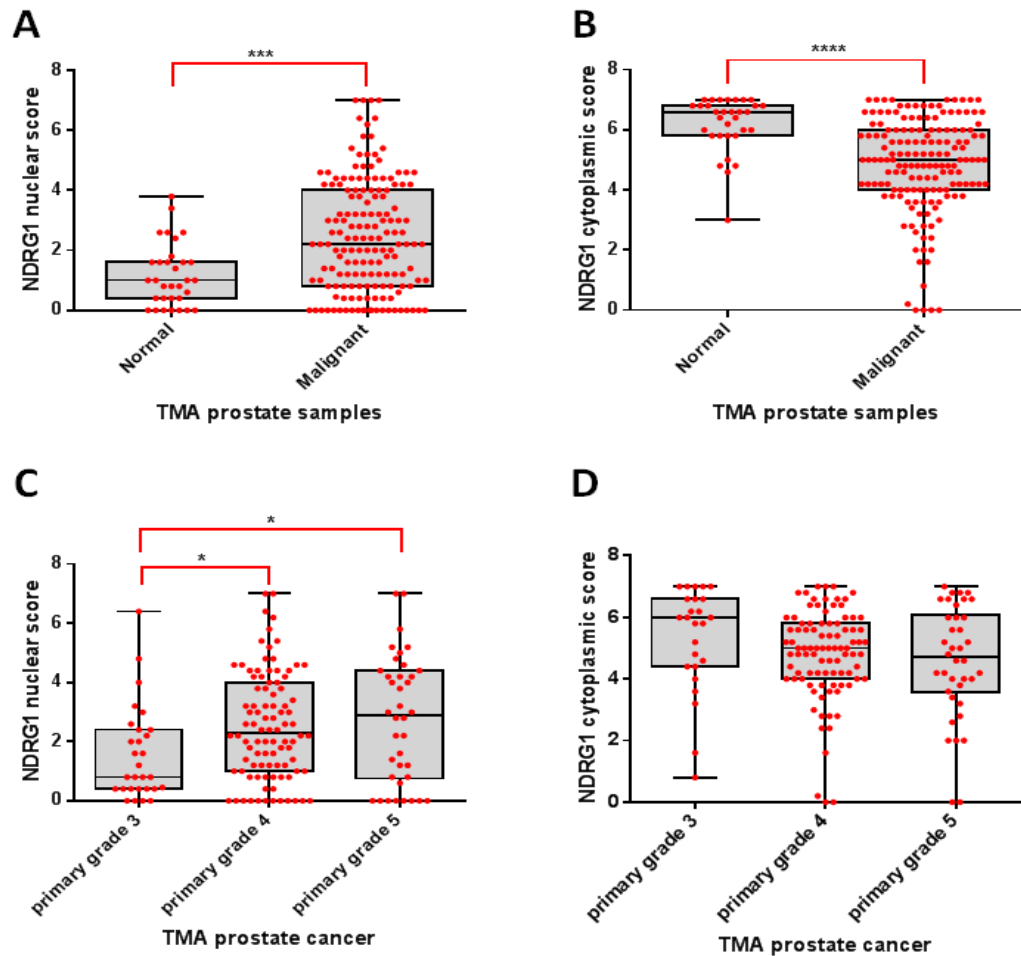 A
***
NDRG1 nuclear score
8
6
4
2
0
Normal
Malignant
TMA prostate samples
B
****
NDRG1 cytoplasmic score
8
6
4
2
0
Normal
Malignant
TMA prostate samples
C
*
*
NDRG1 nuclear score
8
6
4
2
0
primary grade 3
primary grade 4
primary grade 5
TMA prostate cancer
D
NDRG1 cytoplasmic score
8
6
4
2
0
primary grade 3
primary grade 4
primary grade 5
TMA prostate cancer